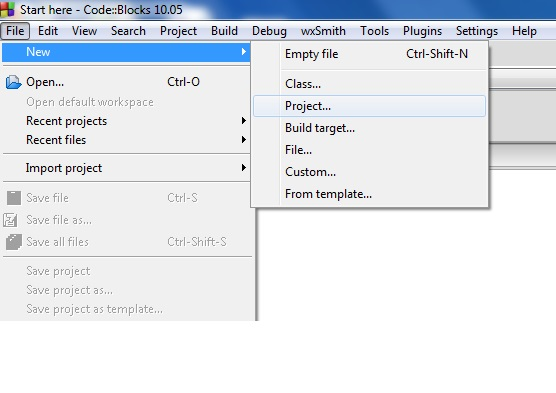 Start here - Code::Blocks 10.05
File Edit View Search Project Build Debug wxSmith Tools Plugins Settings Help
New
Empty file Ctrl-Shift-N
Class...
Project...
Build target...
File...
Custom...
From template...
Open... Ctrl-O
Open default workspace
Recent projects
Recent files
Import project
Save file Ctrl-S
Save file as...
Save all files Ctrl-Shift-S
Save project
Save project as...
Save project as template...